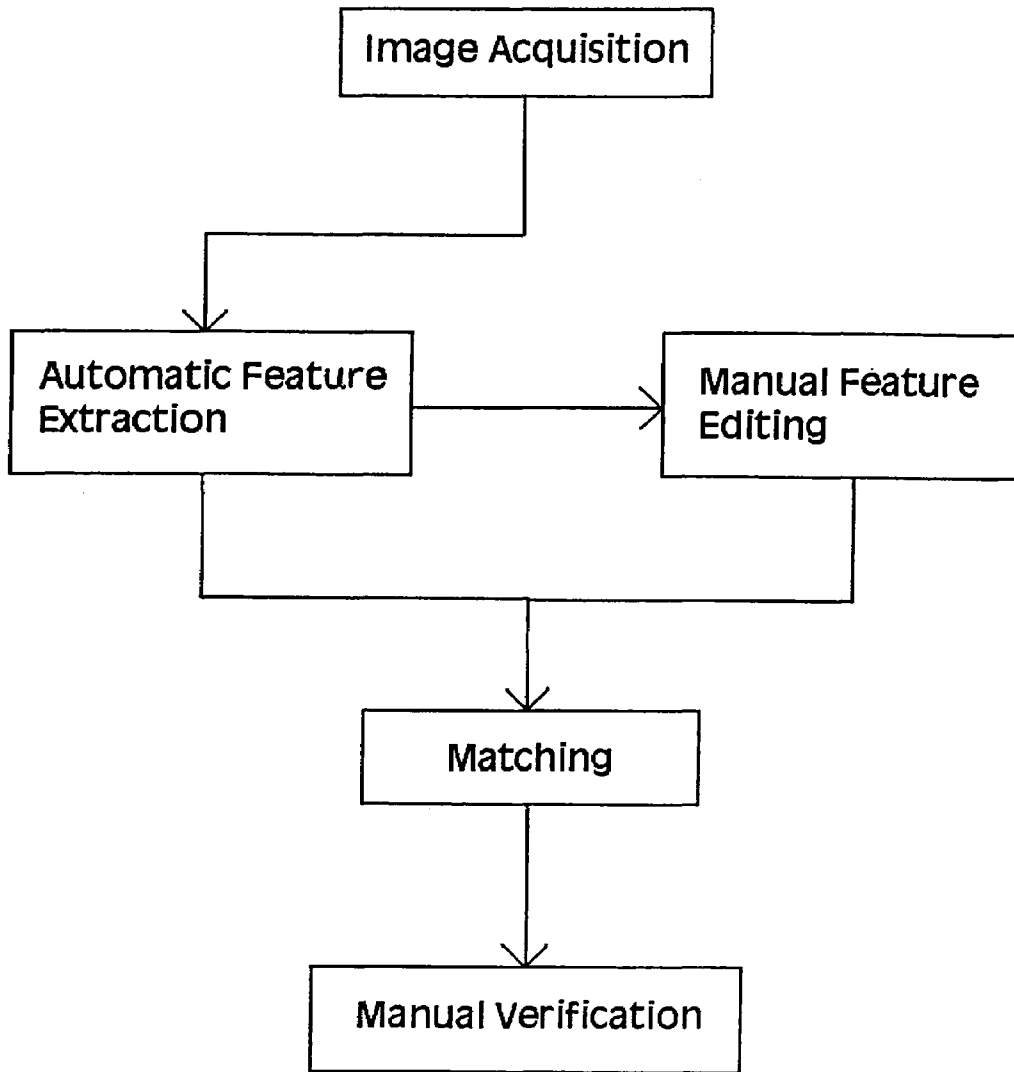 Image Acquisition
Automatic Feature
Extraction
Manual Feature
Editing
Matching
Manual Verification